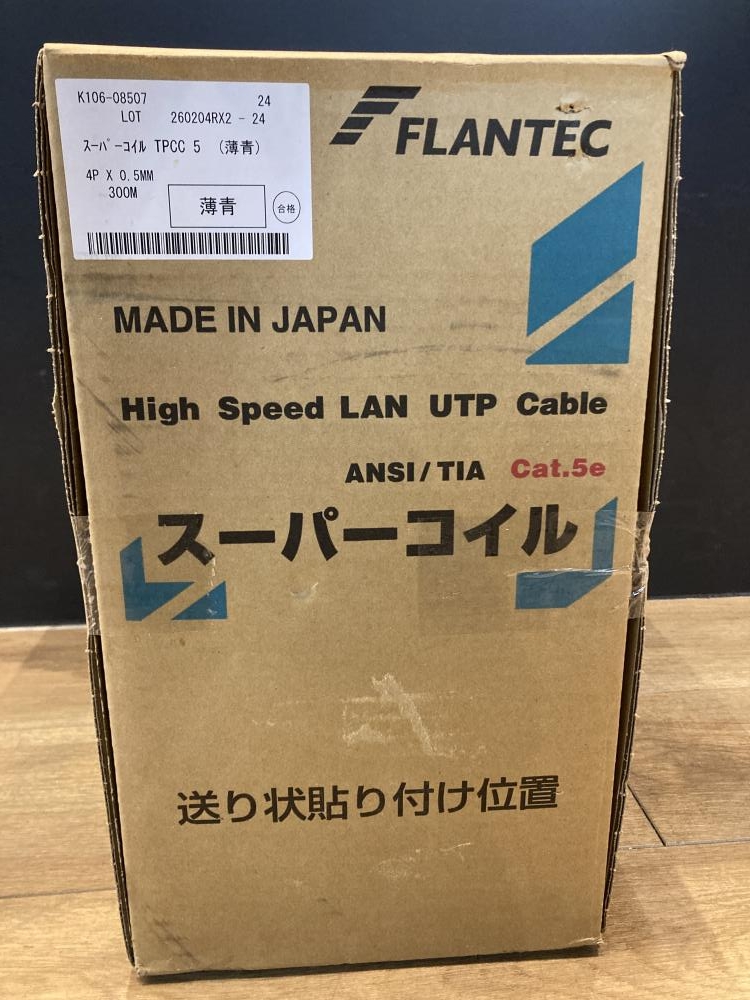 K106-08507 24
LOT 260204RX2 - 24
ｽｰﾊﾟｰｺｲﾙ TPCC 5 (薄青)
4P X 0.5MM
300M
薄青
合格
FLANTEC
MADE IN JAPAN
High Speed LAN UTP Cable
ANSI/TIA Cat.5e
スーパーコイル
送り状貼り付け位置